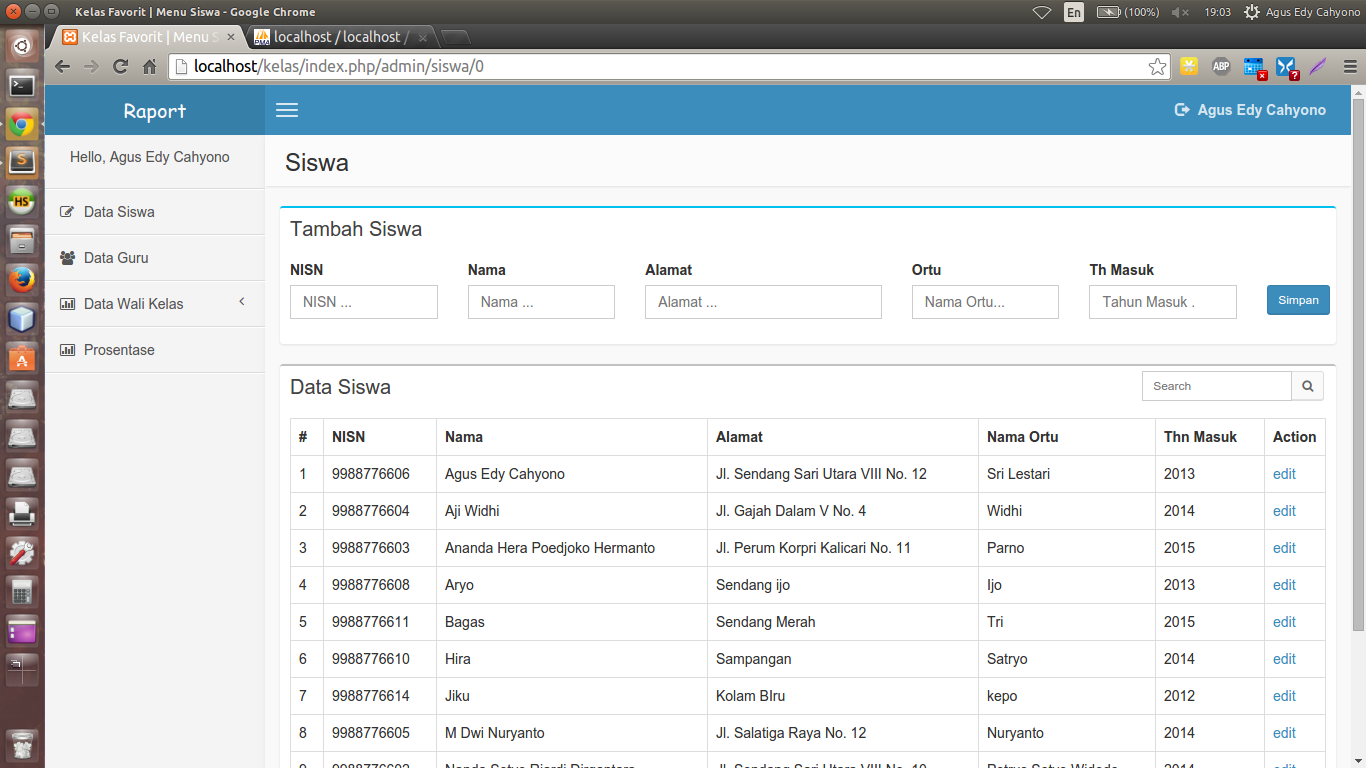 Kelas Favorit | Menu Siswa - Google Chrome
En (100%) 19:03 Agus Edy Cahyono
Kelas Favorit | Menu S × localhost / localhost / ×
localhost/kelas/index.php/admin/siswa/0
ABP
Raport
Agus Edy Cahyono
Hello, Agus Edy Cahyono
Data Siswa
Data Guru
Data Wali Kelas
Prosentase
Siswa
Tambah Siswa
NISN Nama Alamat Ortu Th Masuk
NISN ... Nama ... Alamat ... Nama Ortu... Tahun Masuk . Simpan
Data Siswa
Search
# NISN Nama Alamat Nama Ortu Thn Masuk Action
1 9988776606 Agus Edy Cahyono Jl. Sendang Sari Utara VIII No. 12 Sri Lestari 2013 edit
2 9988776604 Aji Widhi Jl. Gajah Dalam V No. 4 Widhi 2014 edit
3 9988776603 Ananda Hera Poedjoko Hermanto Jl. Perum Korpri Kalicari No. 11 Parno 2015 edit
4 9988776608 Aryo Sendang ijo Ijo 2013 edit
5 9988776611 Bagas Sendang Merah Tri 2015 edit
6 9988776610 Hira Sampangan Satryo 2014 edit
7 9988776614 Jiku Kolam BIru kepo 2012 edit
8 9988776605 M Dwi Nuryanto Jl. Salatiga Raya No. 12 Nuryanto 2014 edit